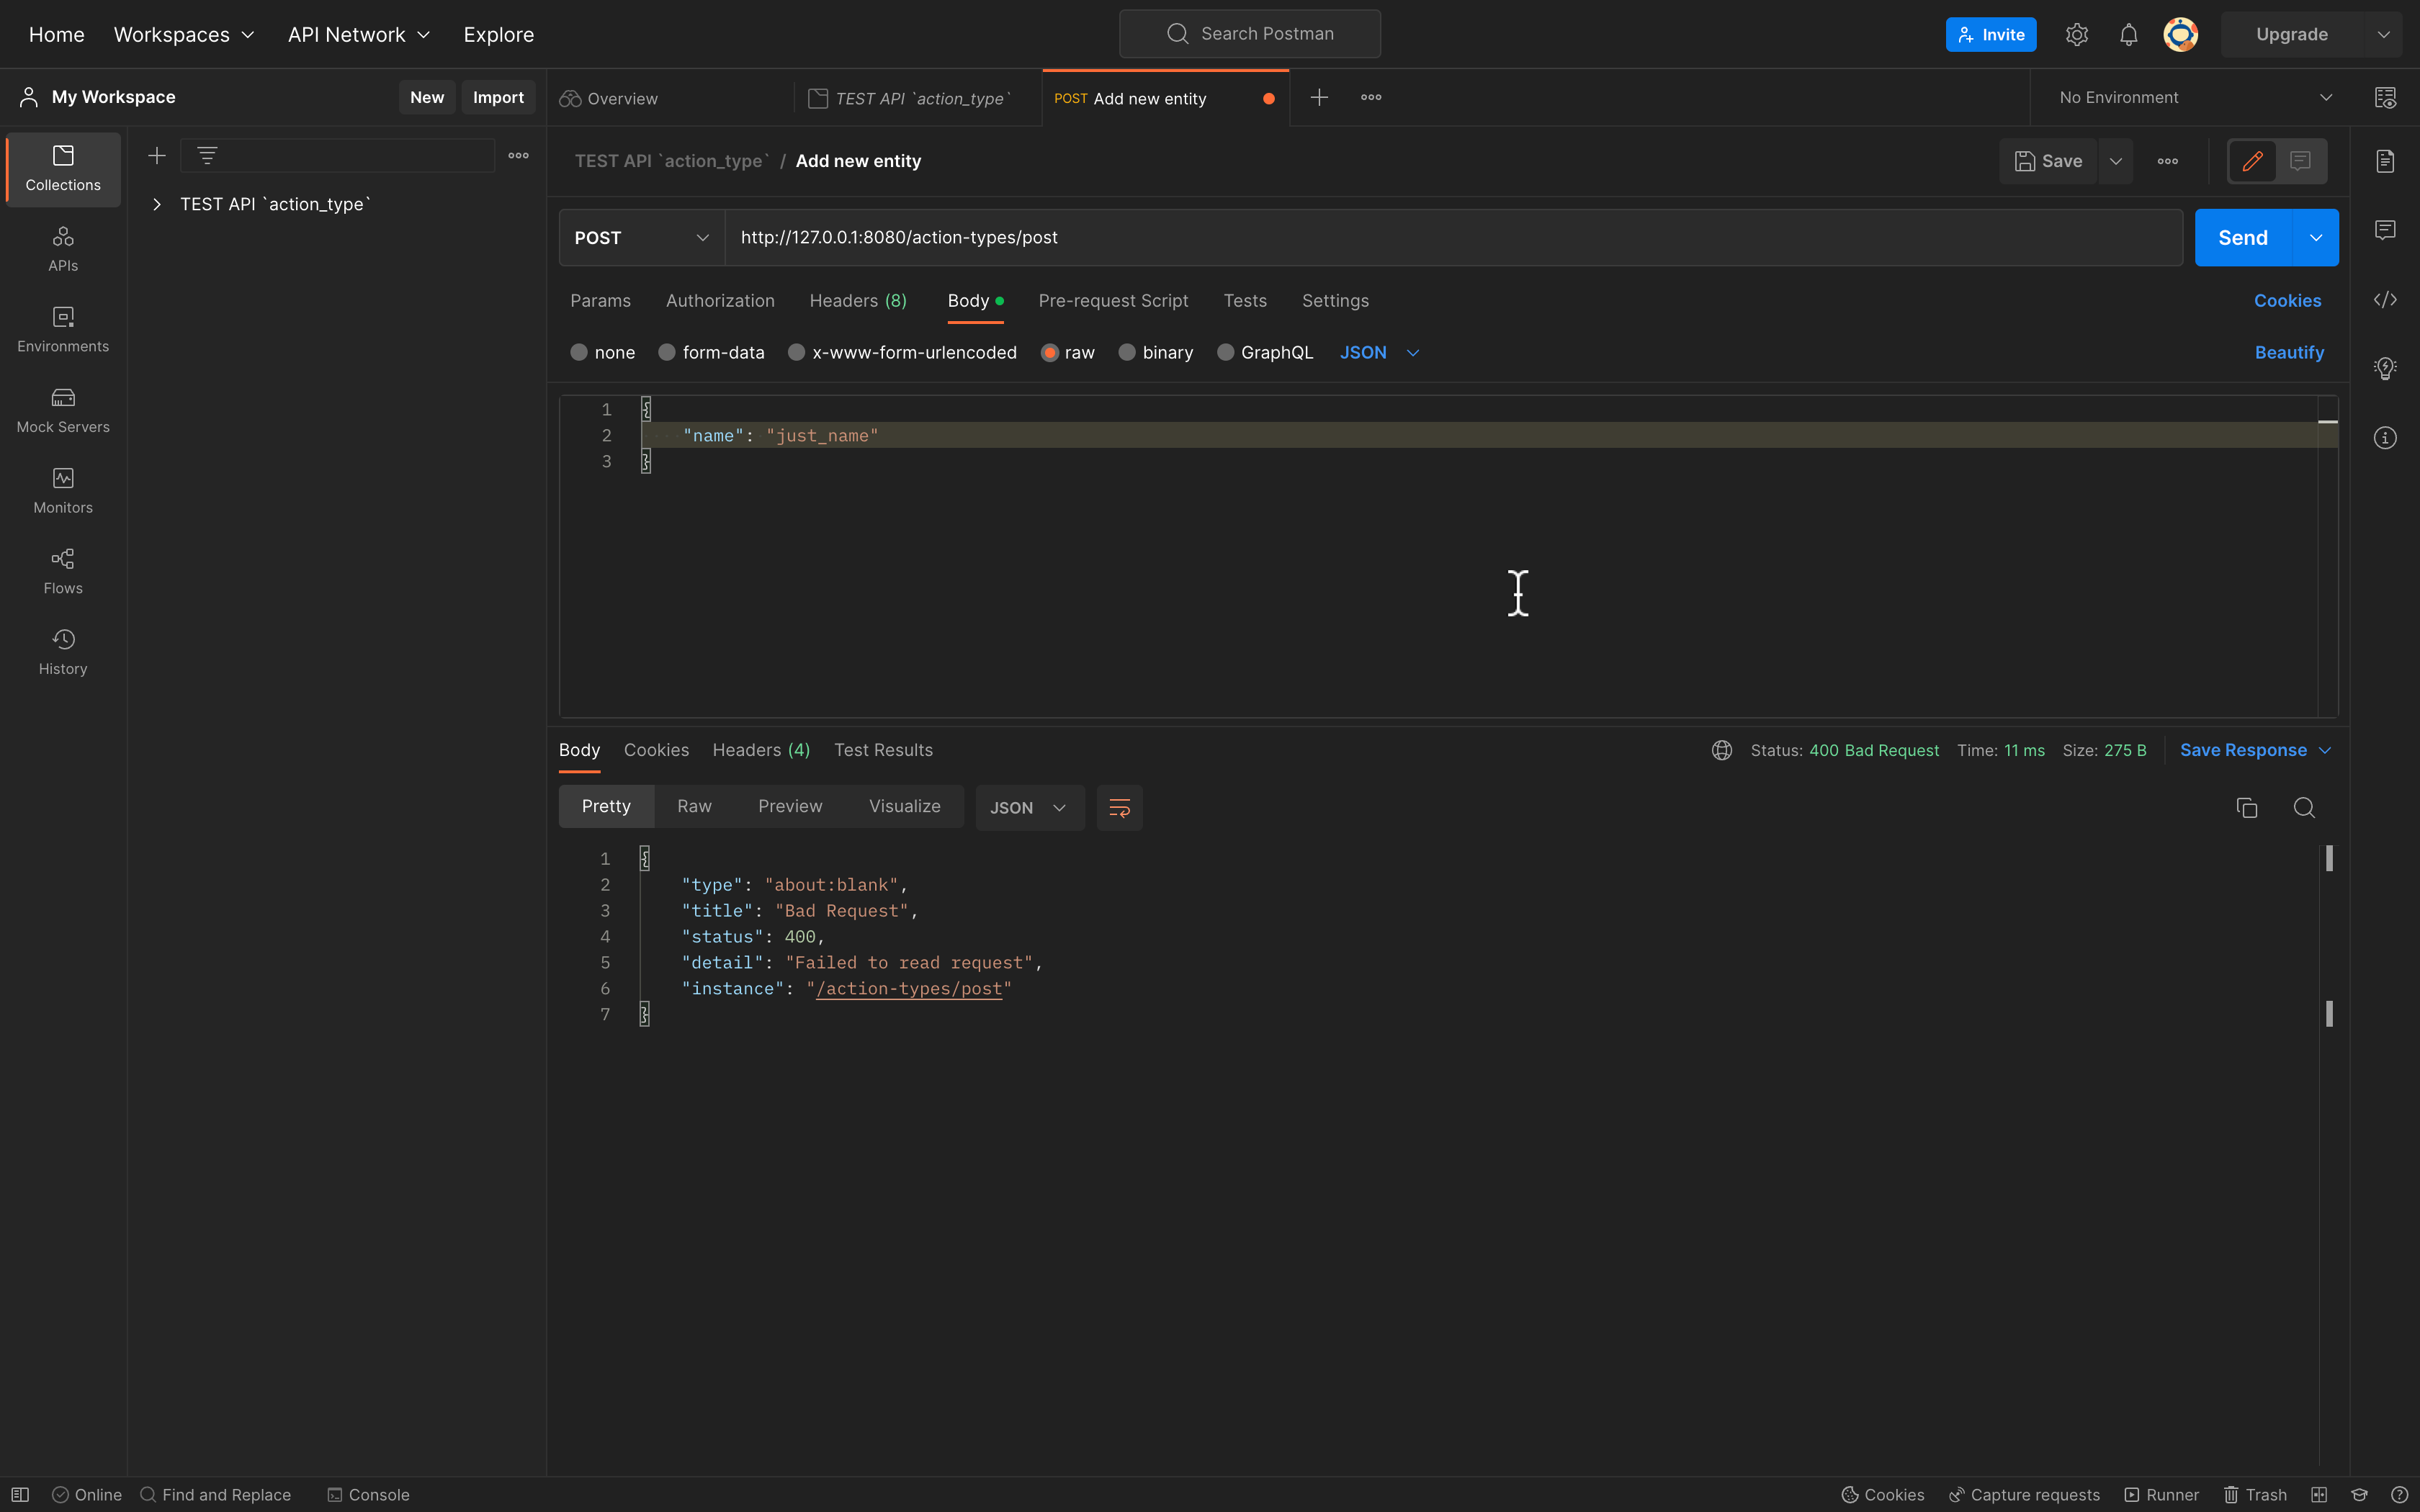 Home Workspaces API Network Explore Search Postman Invite Upgrade
My Workspace New Import Overview TEST API `action_type` POST Add new entity No Environment
Collections
APIs
Environments
Mock Servers
Monitors
Flows
History
TEST API `action_type`
TEST API `action_type` / Add new entity Save
POST http://127.0.0.1:8080/action-types/post Send
Params Authorization Headers (8) Body Pre-request Script Tests Settings Cookies
none form-data x-www-form-urlencoded raw binary GraphQL JSON Beautify
1 {
2 "name": "just_name"
3 }
Body Cookies Headers (4) Test Results Status: 400 Bad Request Time: 11 ms Size: 275 B Save Response
Pretty Raw Preview Visualize JSON
1 {
2 "type": "about:blank",
3 "title": "Bad Request",
4 "status": 400,
5 "detail": "Failed to read request",
6 "instance": "/action-types/post"
7 }
Online Find and Replace Console Cookies Capture requests Runner Trash